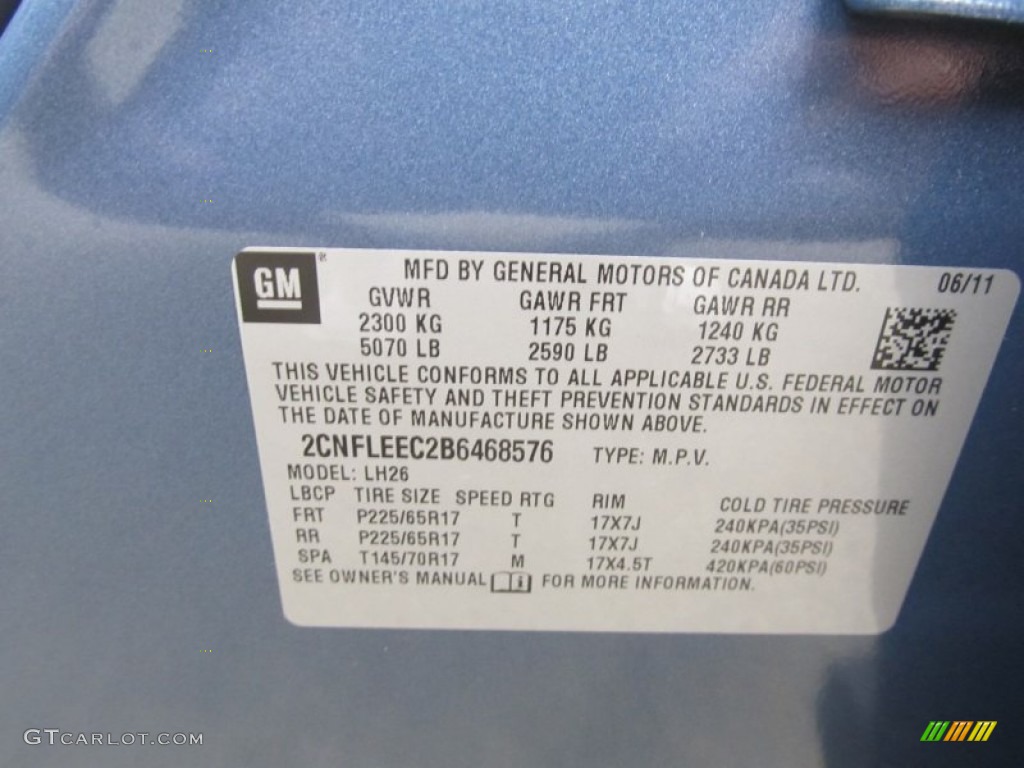 GM® MFD BY GENERAL MOTORS OF CANADA LTD. 06/11
GVWR GAWR FRT GAWR RR
2300 KG 1175 KG 1240 KG
5070 LB 2590 LB 2733 LB
THIS VEHICLE CONFORMS TO ALL APPLICABLE U.S. FEDERAL MOTOR
VEHICLE SAFETY AND THEFT PREVENTION STANDARDS IN EFFECT ON
THE DATE OF MANUFACTURE SHOWN ABOVE.
2CNFLEEC2B6468576 TYPE: M.P.V.
MODEL: LH26
LBCP TIRE SIZE SPEED RTG RIM COLD TIRE PRESSURE
FRT P225/65R17 T 17X7J 240KPA(35PSI)
RR P225/65R17 T 17X7J 240KPA(35PSI)
SPA T145/70R17 M 17X4.5T 420KPA(60PSI)
SEE OWNER'S MANUAL i FOR MORE INFORMATION.
GTCARLOT.COM